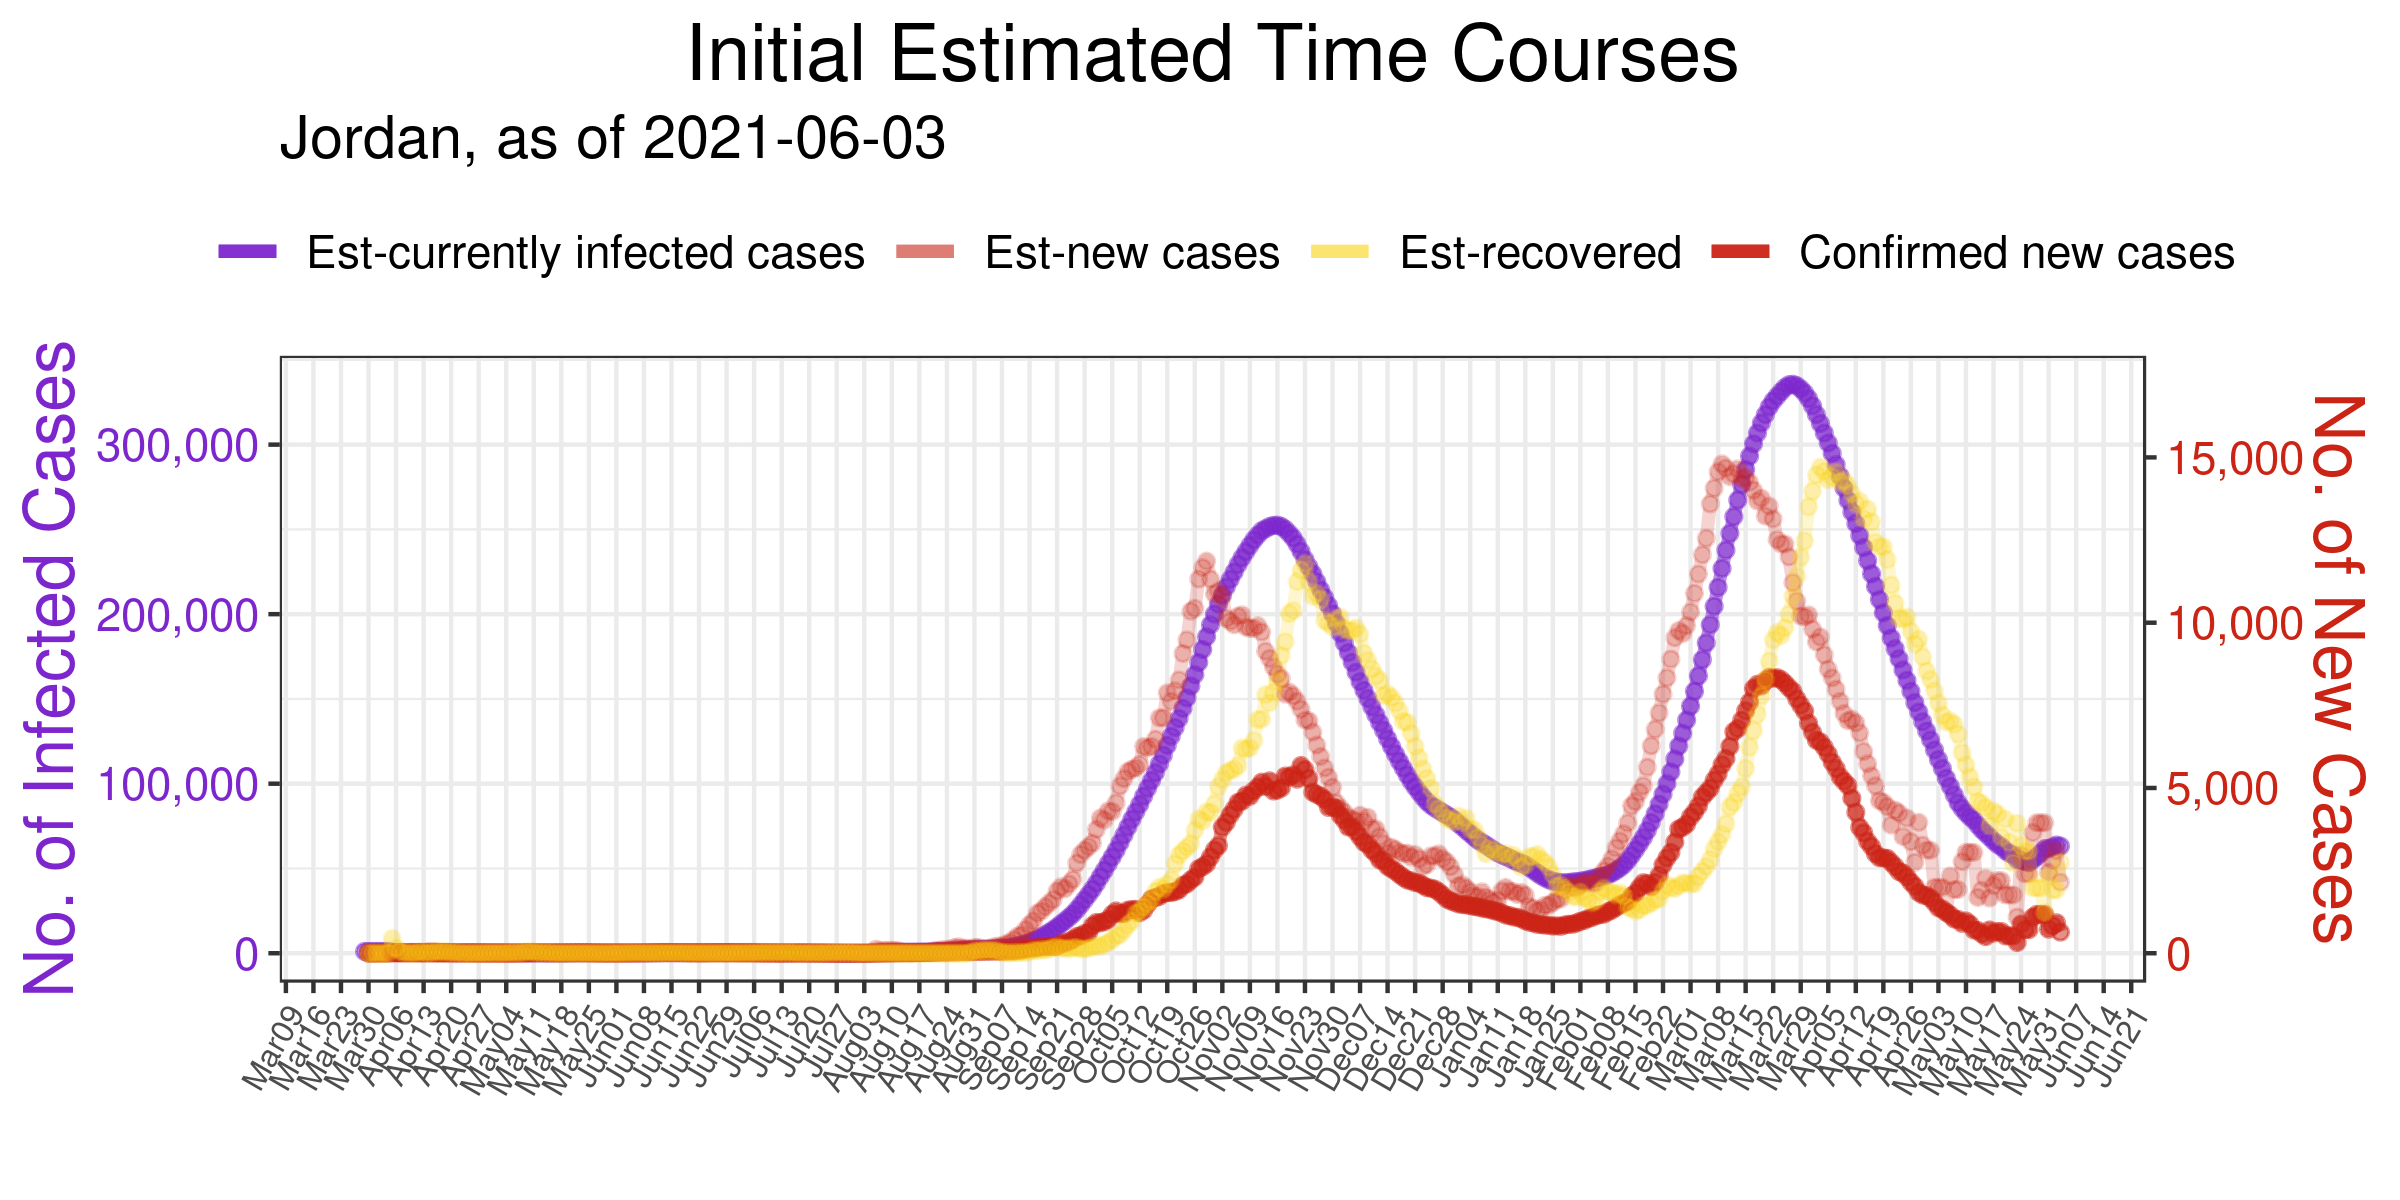 Initial Estimated Time Courses
Jordan, as of 2021-06-03
Est-currently infected cases Est-new cases Est-recovered Confirmed new cases
No. of Infected Cases
300,000
200,000
100,000
0
15,000
10,000
5,000
0
No. of New Cases
Mar09 Mar16 Mar23 Mar30 Apr06 Apr13 Apr20 Apr27 May04 May11 May18 May25 Jun01 Jun08 Jun15 Jun22 Jun29 Jul06 Jul13 Jul20 Jul27 Aug03 Aug10 Aug17 Aug24 Aug31 Sep07 Sep14 Sep21 Sep28 Oct05 Oct12 Oct19 Oct26 Nov02 Nov09 Nov16 Nov23 Nov30 Dec07 Dec14 Dec21 Dec28 Jan04 Jan11 Jan18 Jan25 Feb01 Feb08 Feb15 Feb22 Mar01 Mar08 Mar15 Mar22 Mar29 Apr05 Apr12 Apr19 Apr26 May03 May10 May17 May24 May31 Jun07 Jun14 Jun21